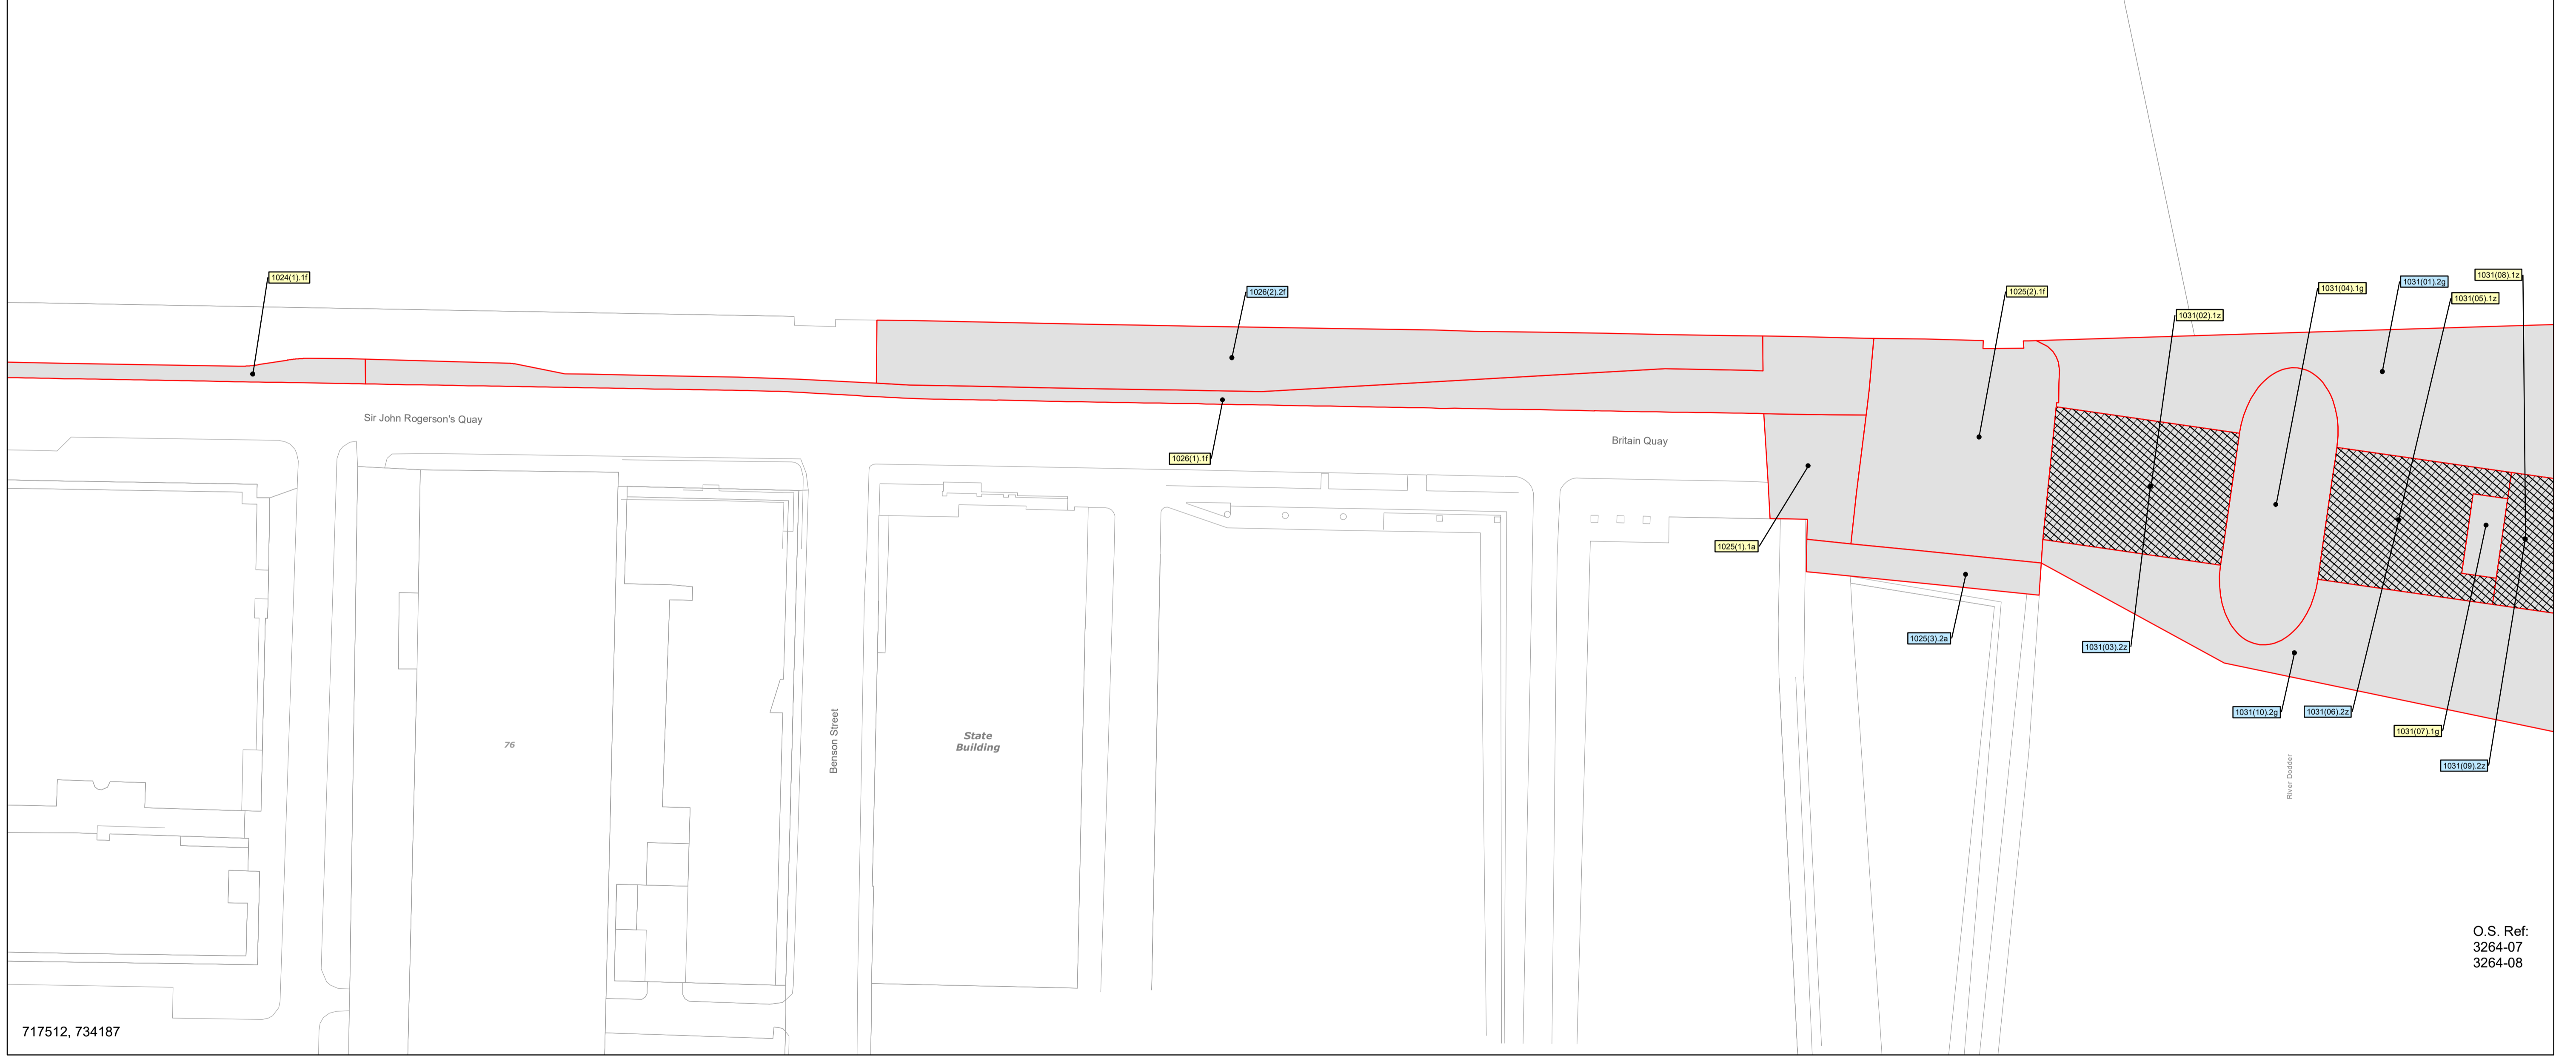 1031(08).1z
1024(1).1f
1026(2).2f
1025(2).1f
1031(04).1g
1031(01).2g
1031(05).1z
1031(02).1z
Sir John Rogerson's Quay
Britain Quay
1026(1).1f
1025(1).1a
1025(3).2a
1031(03).2z
1031(10).2g
1031(06).2z
1031(07).1g
1031(09).2z
76
Benson Street
State
Building
River Dodder
O.S. Ref:
3264-07
3264-08
717512, 734187